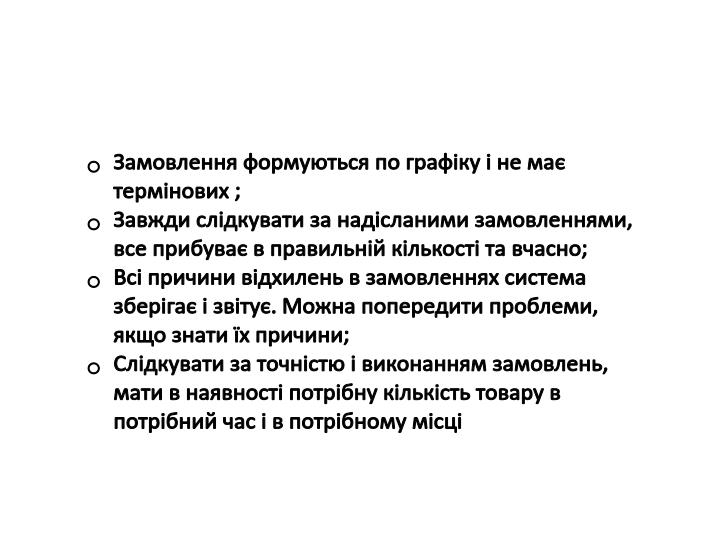 o Замовлення формуються по графіку і не має
термінових ;
o Завжди слідкувати за надісланими замовленнями,
все прибуває в правильній кількості та вчасно;
o Всі причини відхилень в замовленнях система
зберігає і звітує. Можна попередити проблеми,
якщо знати їх причини;
o Слідкувати за точністю і виконанням замовлень,
мати в наявності потрібну кількість товару в
потрібний час і в потрібному місці